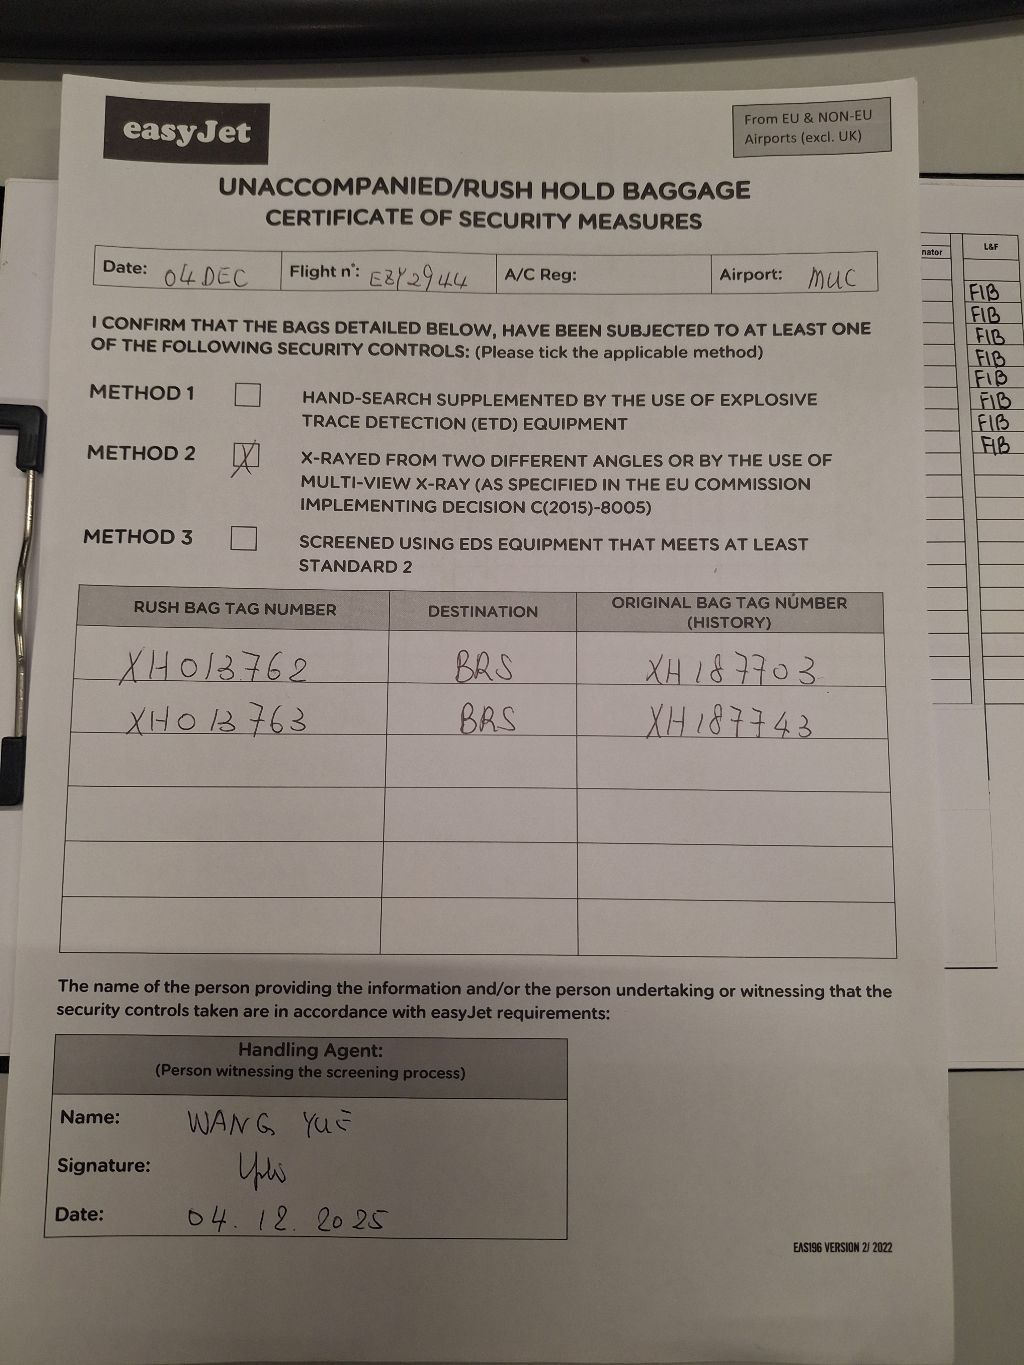 easyJet
From EU & NON-EU
Airports (excl. UK)
UNACCOMPANIED/RUSH HOLD BAGGAGE
CERTIFICATE OF SECURITY MEASURES
Date: 04 DEC Flight n°: EZY2944 A/C Reg: Airport: MUC
I CONFIRM THAT THE BAGS DETAILED BELOW, HAVE BEEN SUBJECTED TO AT LEAST ONE
OF THE FOLLOWING SECURITY CONTROLS: (Please tick the applicable method)
METHOD 1 HAND-SEARCH SUPPLEMENTED BY THE USE OF EXPLOSIVE
TRACE DETECTION (ETD) EQUIPMENT
METHOD 2 X X-RAYED FROM TWO DIFFERENT ANGLES OR BY THE USE OF
MULTI-VIEW X-RAY (AS SPECIFIED IN THE EU COMMISSION
IMPLEMENTING DECISION C(2015)-8005)
METHOD 3 SCREENED USING EDS EQUIPMENT THAT MEETS AT LEAST
STANDARD 2
RUSH BAG TAG NUMBER DESTINATION ORIGINAL BAG TAG NUMBER
(HISTORY)
XH013762 BRS XH187703
XH013763 BRS XH187743
The name of the person providing the information and/or the person undertaking or witnessing that the
security controls taken are in accordance with easyJet requirements:
Handling Agent:
(Person witnessing the screening process)
Name: WANG YUE
Signature:
Date: 04.12.2025
EAS196 VERSION 2/ 2022
nator L&F
FIB
FIB
FIB
FIB
FIB
FIB
FIB
FIB